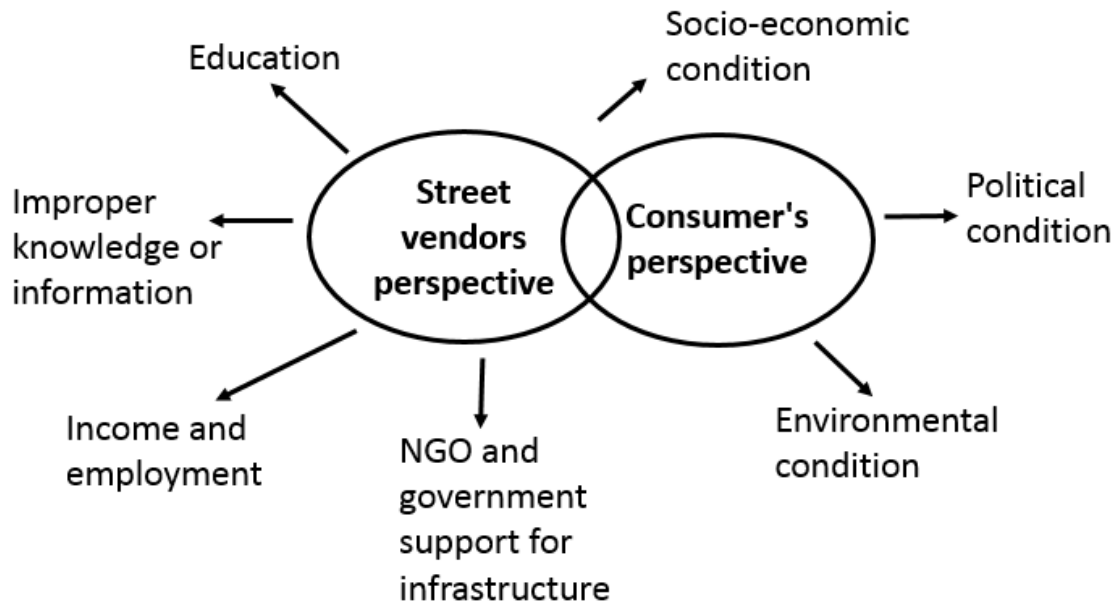 Socio-economic
condition
Education
Street
vendors
perspective
Consumer's
perspective
Political
condition
Improper
knowledge or
information
Income and
employment
NGO and
government
support for
infrastructure
Environmental
condition